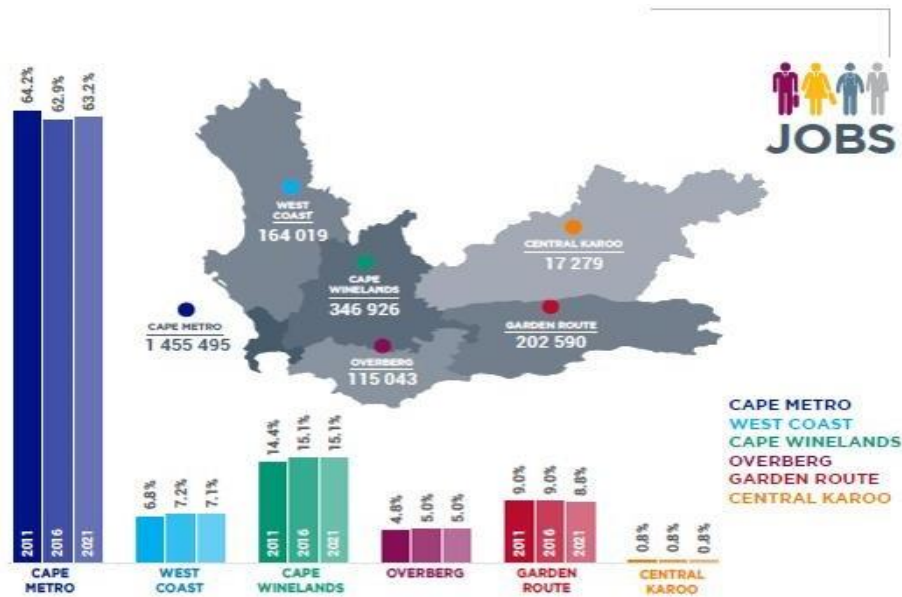 JOBS
64.2%
62.9%
63.2%
WEST
COAST
164 019
CENTRAL KAROO
17 279
CAPE
WINELANDS
346 926
CAPE METRO
1 455 495
GARDEN ROUTE
202 590
OVERBERG
115 043
CAPE METRO
WEST COAST
CAPE WINELANDS
OVERBERG
GARDEN ROUTE
CENTRAL KAROO
6.8%
7.2%
7.1%
14.4%
15.1%
15.1%
4.8%
5.0%
5.0%
9.0%
9.0%
8.8%
0.8%
0.8%
0.8%
2011
2016
2021
2011
2016
2021
2011
2016
2021
CAPE
METRO
WEST
COAST
CAPE
WINELANDS
OVERBERG
GARDEN
ROUTE
CENTRAL
KAROO